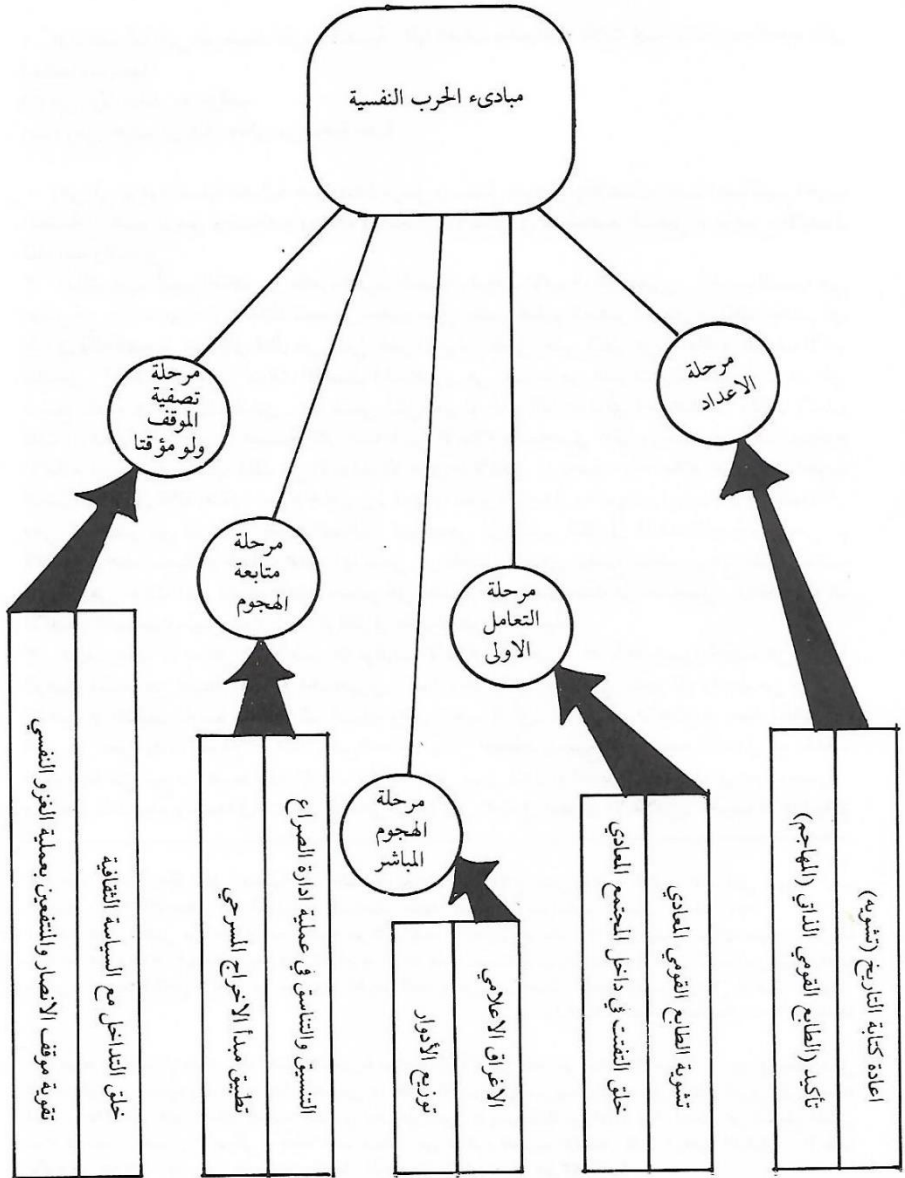 مبادىء الحرب النفسية
مرحلة
الاعداد
مرحلة
التعامل
الاولى
مرحلة
الهجوم
المباشر
مرحلة
متابعة
الهجوم
مرحلة
تصفية
الموقف
ولو مؤقتا
اعادة كتابة التاريخ (تشويه)
تأكيد (الطابع القومي الذاتي (المهاجم)
تشوية الطابع القومي المعادي
خلق التفتت في داخل المجتمع المعادي
الاغراق الاعلامي
توزيع الأدوار
التنسيق والتناسق في عملية ادارة الصراع
تطبيق مبدأ الاخراج المسرحي
خلق التداخل مع السياسة الثقافية
تقوية موقف الانصار والمنتفعين بعملية الغزو النفسي